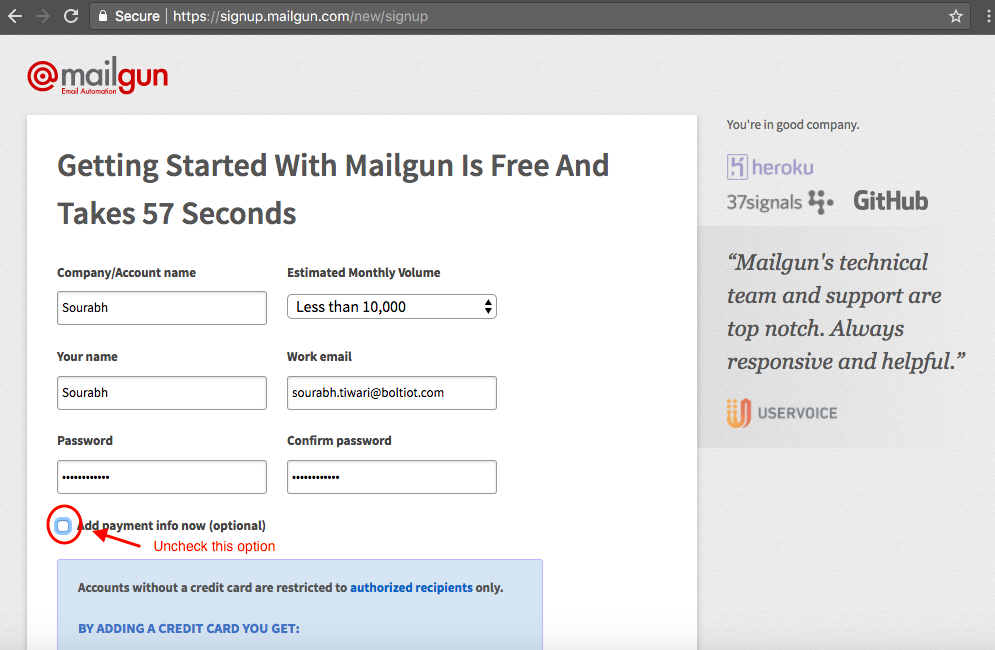 Secure | https://signup.mailgun.com/new/signup
@mailgun
Email Automation
You're in good company.
heroku
37signals
GitHub
“Mailgun's technical
team and support are
top notch. Always
responsive and helpful.”
USERVOICE
Getting Started With Mailgun Is Free And
Takes 57 Seconds
Company/Account name
Estimated Monthly Volume
Sourabh
Less than 10,000
Your name
Work email
Sourabh
sourabh.tiwari@boltiot.com
Password
Confirm password
••••••••••••
••••••••••••
Add payment info now (optional)
Uncheck this option
Accounts without a credit card are restricted to authorized recipients only.
BY ADDING A CREDIT CARD YOU GET: